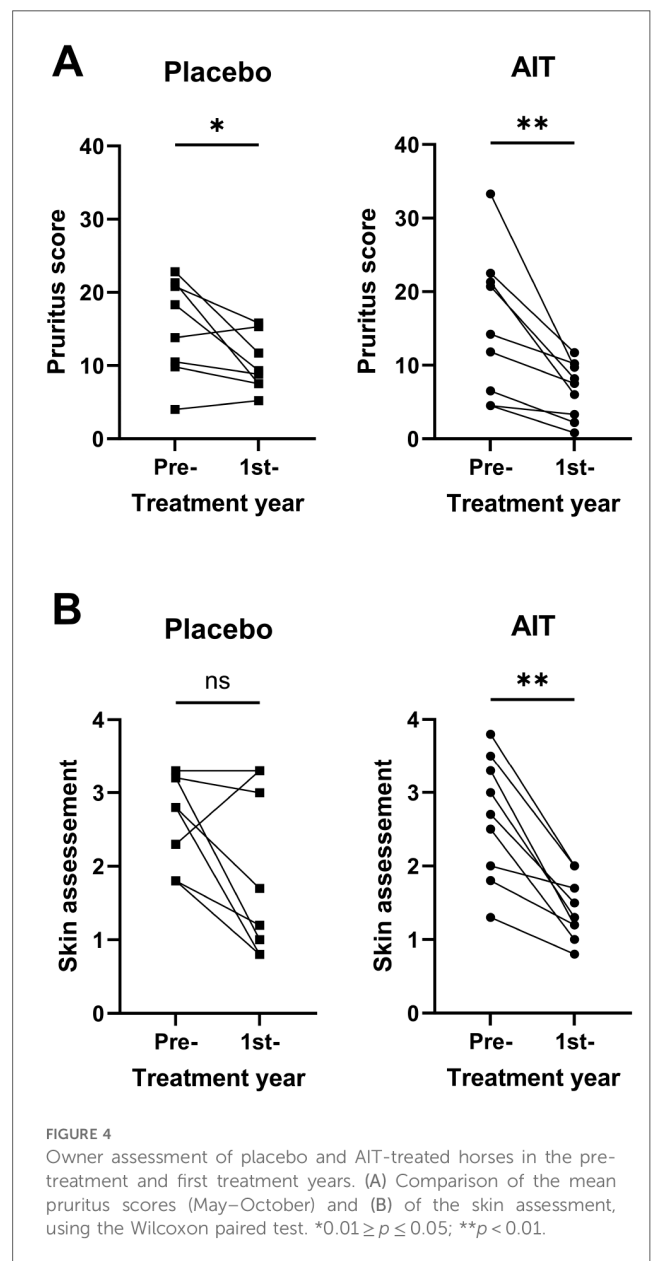 A
Placebo
AIT
*
**
40
30
20
10
0
Pruritus score
Pre-
1st-
Treatment year
40
30
20
10
0
Pruritus score
Pre-
1st-
Treatment year
B
Placebo
AIT
ns
**
4
3
2
1
0
Skin assessement
Pre-
1st-
Treatment year
4
3
2
1
0
Skin assessement
Pre-
1st-
Treatment year
FIGURE 4
Owner assessment of placebo and AIT-treated horses in the pre-
treatment and first treatment years. (A) Comparison of the mean
pruritus scores (May–October) and (B) of the skin assessment,
using the Wilcoxon paired test. *0.01 ≥ p ≤ 0.05; **p < 0.01.